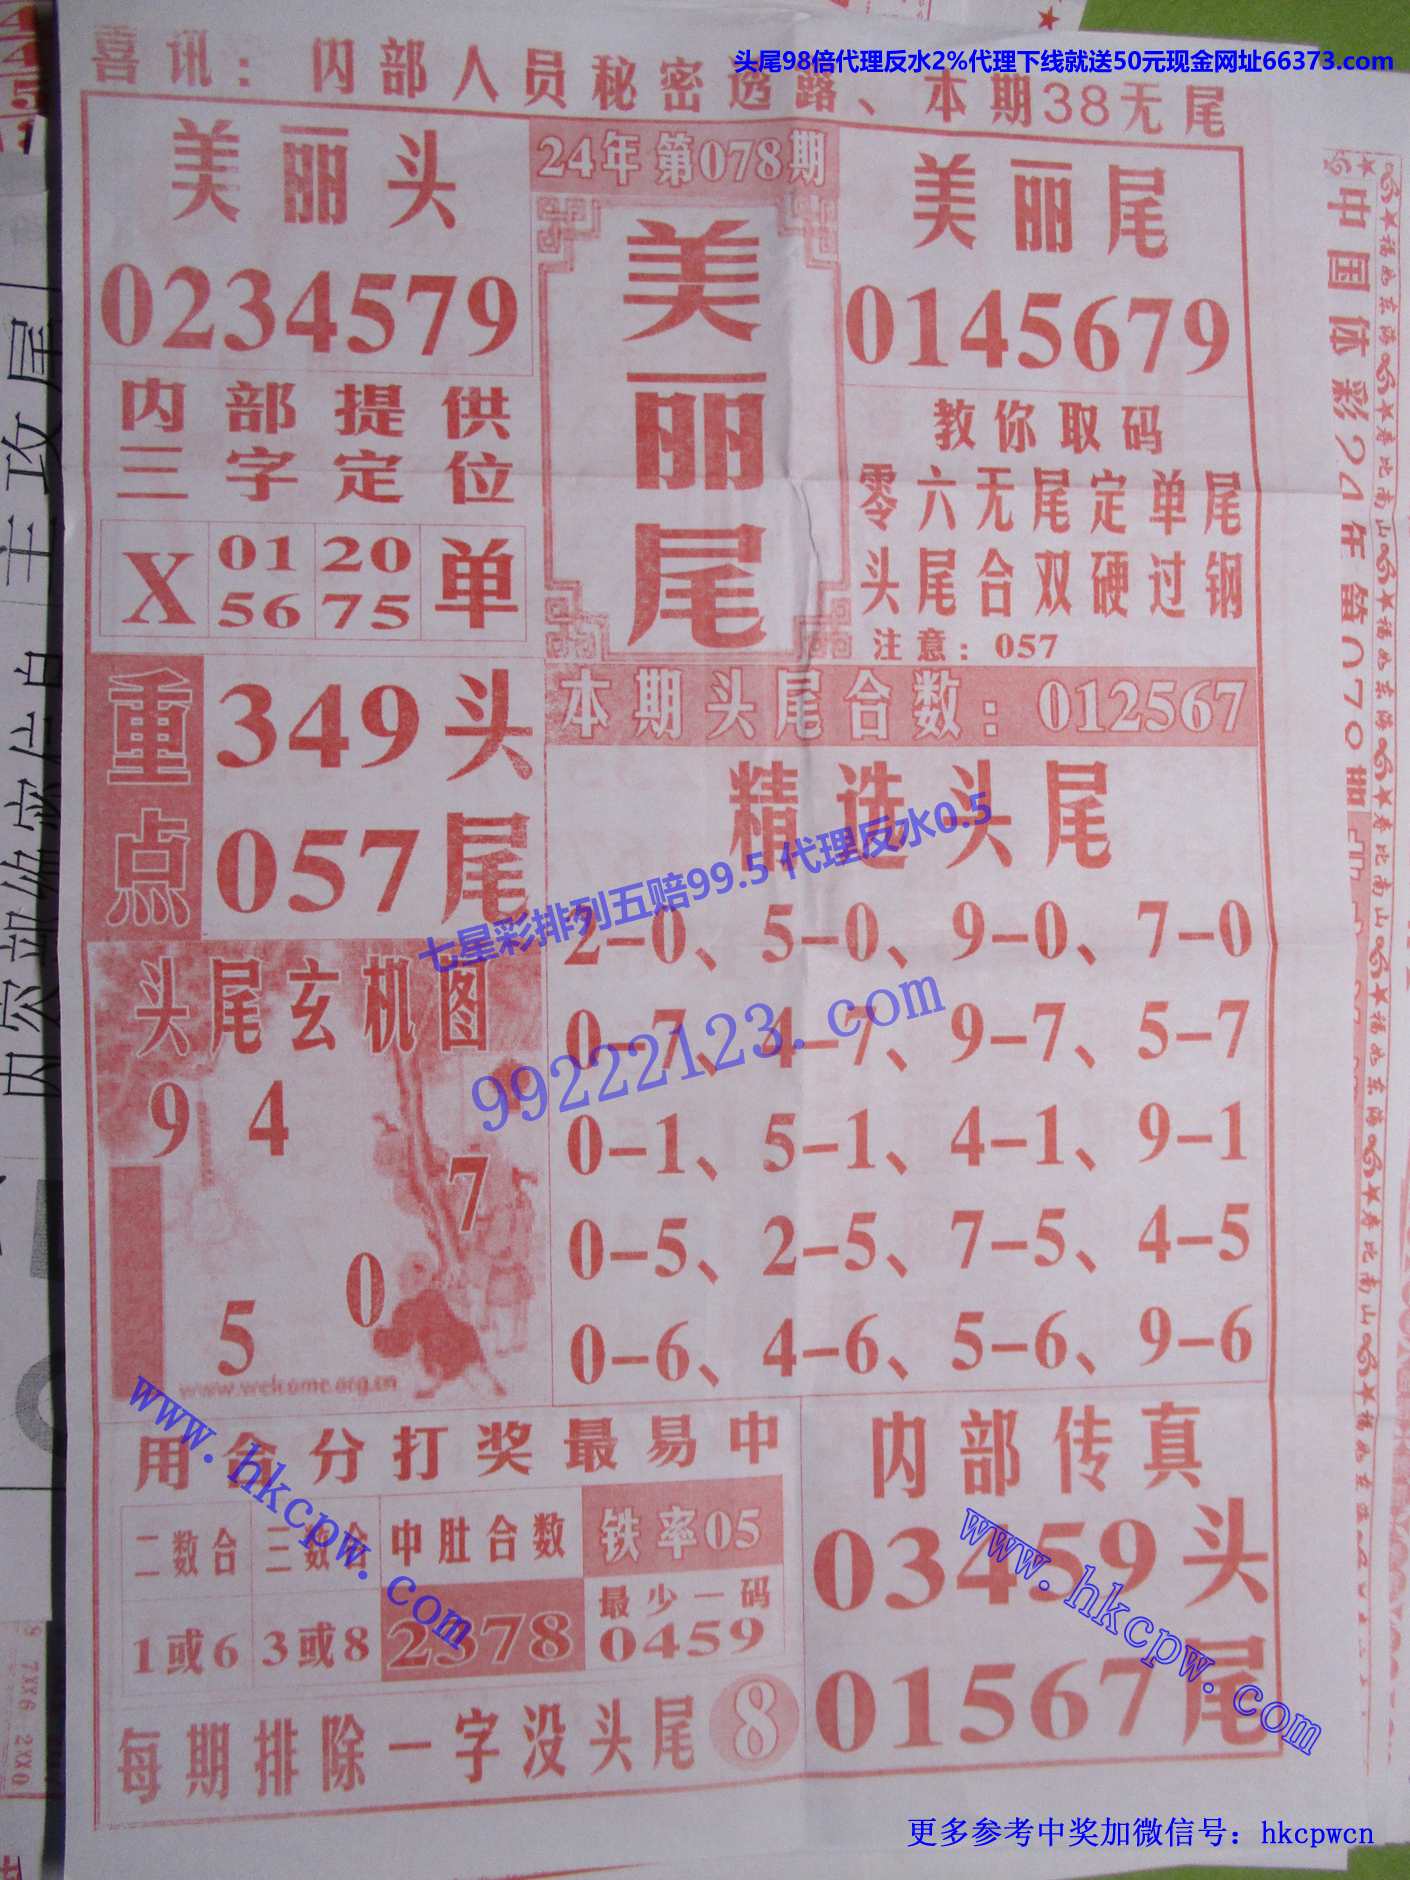 头尾98倍代理反水2%代理下线就送50元现金网址66373.com
喜讯：内部人员秘密透露、本期38无尾
美丽头
0234579
24年第078期
美丽尾
美丽尾
0145679
内部提供
三字定位
X
01
56
20
75
单
教你取码
零六无尾定单尾
头尾合双硬过钢
注意：057
重点
349头
057尾
本期头尾合数：012567
精选头尾
2-0、5-0、9-0、7-0
0-7、4-7、9-7、5-7
0-1、5-1、4-1、9-1
0-5、2-5、7-5、4-5
0-6、4-6、5-6、9-6
七星彩排列五赔99.5 代理反水0.5
99222123.com
头尾玄机图
9 4
7
0
5
www.welcome.org.cn
www.hkcpw.com
用合分打奖最易中
二数合
三数合
中肚合数
铁率05
1或6
3或8
2378
最少一码
0459
每期排除一字没头尾
8
内部传真
03459头
01567尾
www.hkcpw.com
更多参考中奖加微信号：hkcpwcn
中国体彩24年第078期